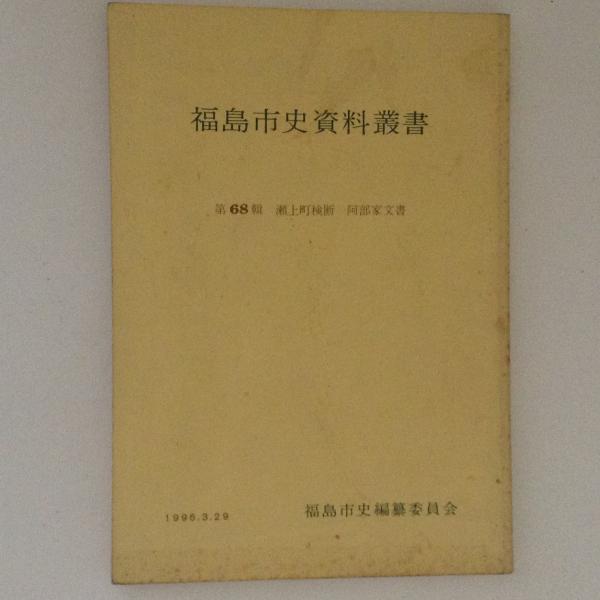 福島市史資料叢書
第68輯 瀬上町検断 阿部家文書
1996.3.29
福島市史編纂委員会